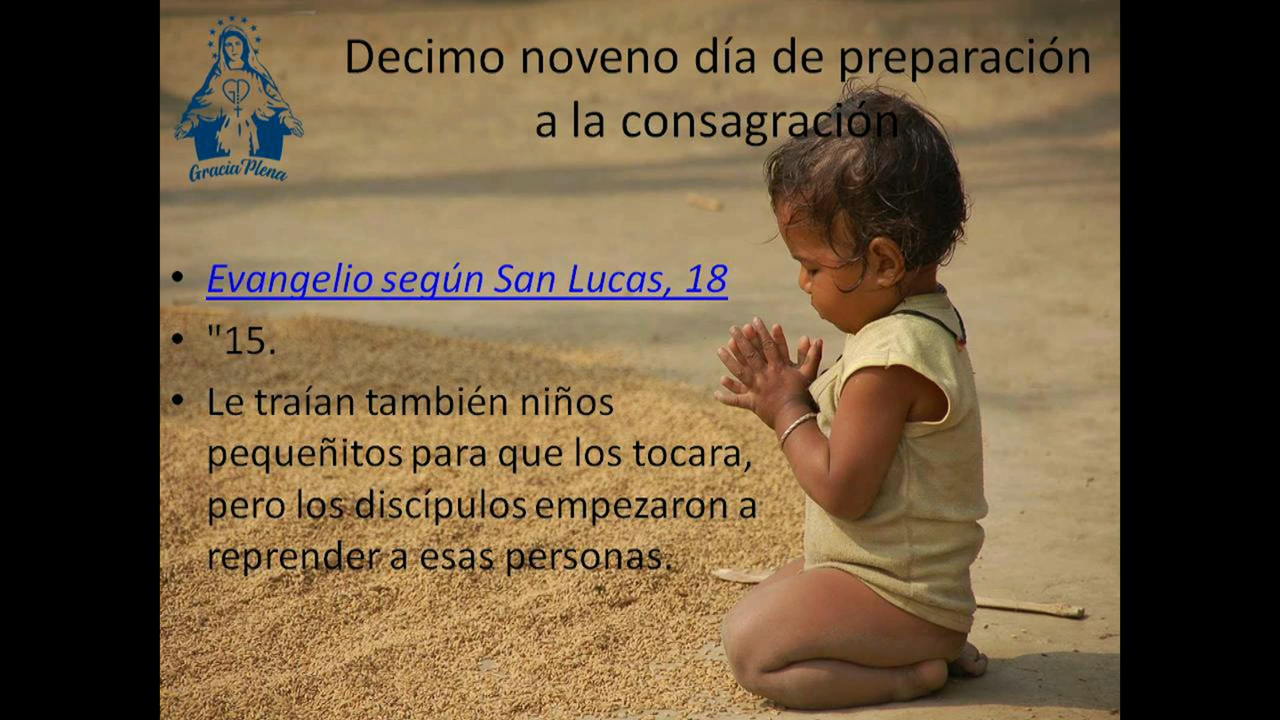 Decimo noveno día de preparación
a la consagración
Gracia Plena
• Evangelio según San Lucas, 18
• "15.
• Le traían también niños
pequeñitos para que los tocara,
pero los discípulos empezaron a
reprender a esas personas.